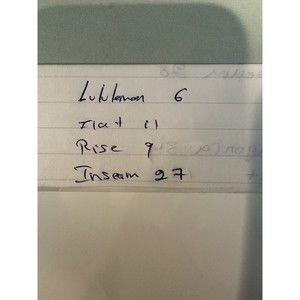 Lululemon 6
Flat 11
Rise 9
Inseam 27